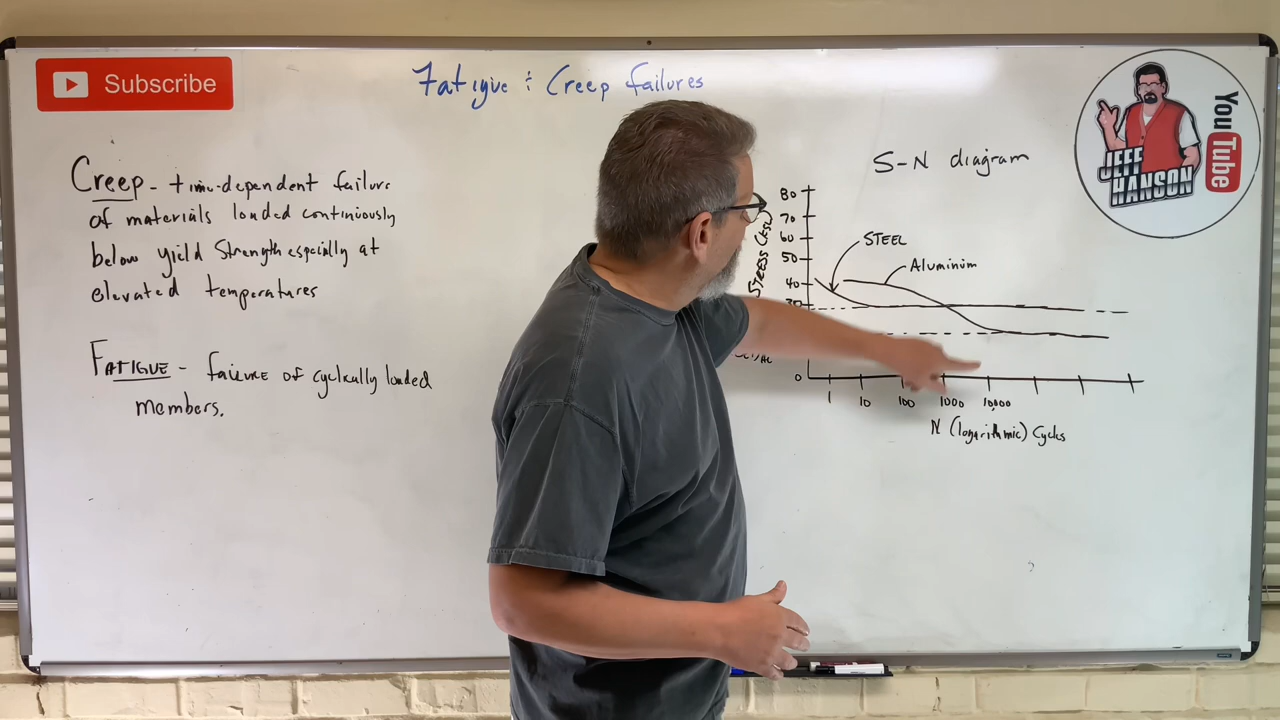 Subscribe
Fatigue & Creep failures
Creep - time-dependent failure
of materials loaded continuously
below yield strength especially at
elevated temperatures
FATIGUE - failure of cyclically loaded
members.
S-N diagram
80
70
60
50
40
30
0
STRESS (KSI)
STEEL
Aluminum
1 10 100 1000 10,000
N (logarithmic) Cycles
JEFF
HANSON
YouTube